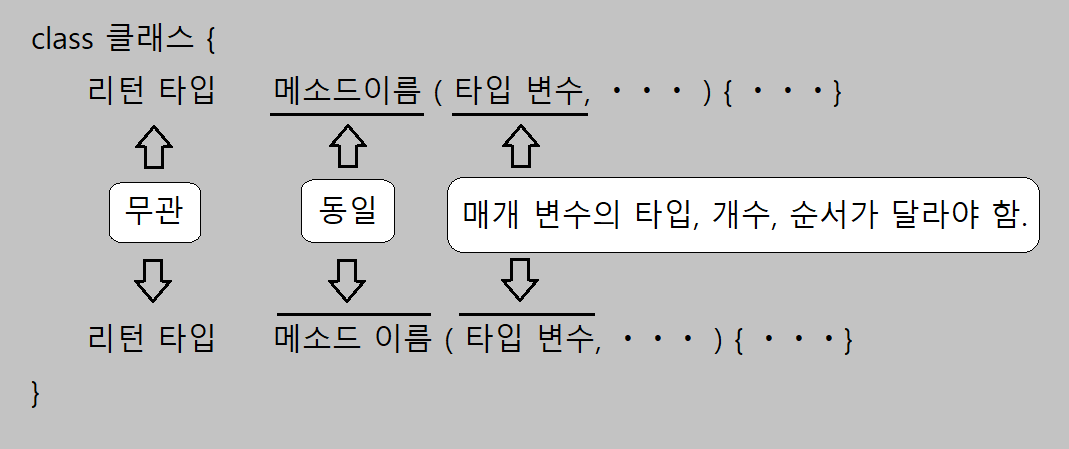 class 클래스 {
리턴 타입 메소드이름 ( 타입 변수, ・・・ ) { ・・・}
무관 동일 매개 변수의 타입, 개수, 순서가 달라야 함.
리턴 타입 메소드 이름 ( 타입 변수, ・・・ ) { ・・・}
}